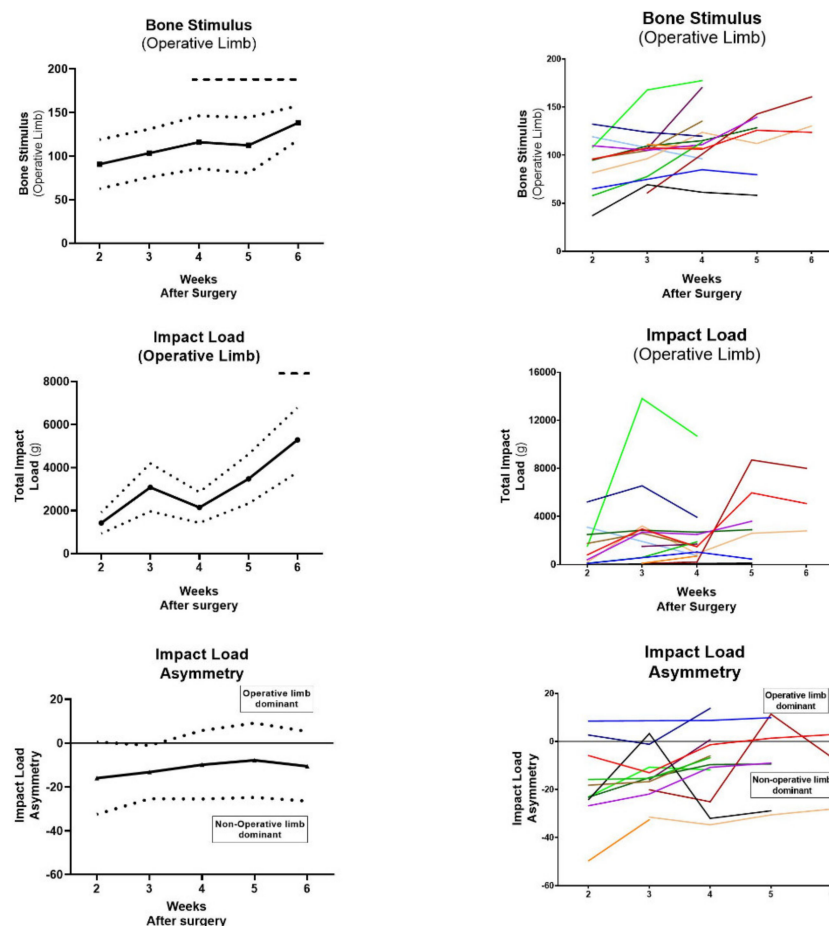 Bone Stimulus
(Operative Limb)
200
150
100
50
0
Bone Stimulus
(Operative Limb)
2 3 4 5 6
Weeks
After Surgery
Bone Stimulus
(Operative Limb)
200
150
100
50
0
Bone Stimulus
(Operative Limb)
2 3 4 5 6
Weeks
After Surgery
Impact Load
(Operative Limb)
8000
6000
4000
2000
0
Total Impact
Load (g)
2 3 4 5 6
Weeks
After surgery
Impact Load
(Operative Limb)
16000
12000
8000
4000
0
Total Impact
Load (g)
2 3 4 5 6
Weeks
After Surgery
Impact Load
Asymmetry
20
0
-20
-40
-60
Impact Load
Asymmetry
Operative limb
dominant
Non-Operative limb
dominant
2 3 4 5 6
Weeks
After surgery
Impact Load
Asymmetry
20
0
-20
-40
-60
Impact Load
Asymmetry
Operative limb
dominant
Non-operative limb
dominant
2 3 4 5
Weeks
After Surgery